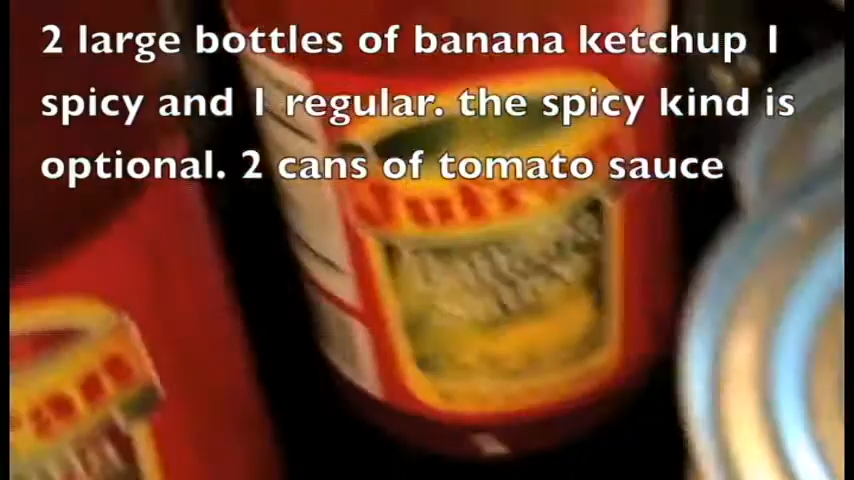 2 large bottles of banana ketchup 1
spicy and 1 regular. the spicy kind is
optional. 2 cans of tomato sauce